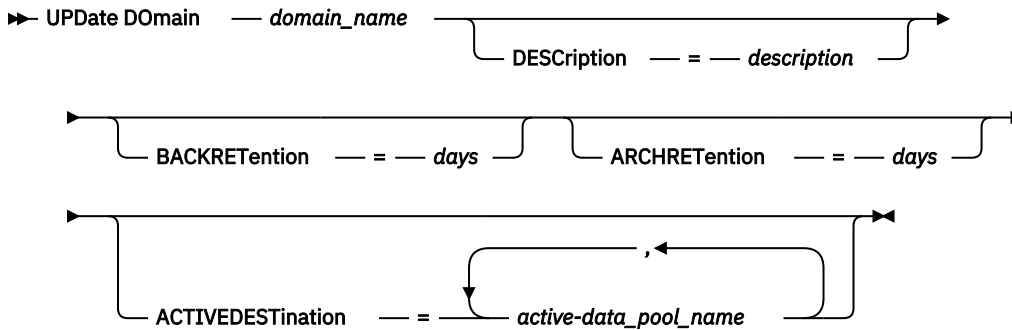 UPDate DOmain domain_name
DESCription = description
BACKRETention = days ARCHRETention = days
,
ACTIVEDESTination = active-data_pool_name